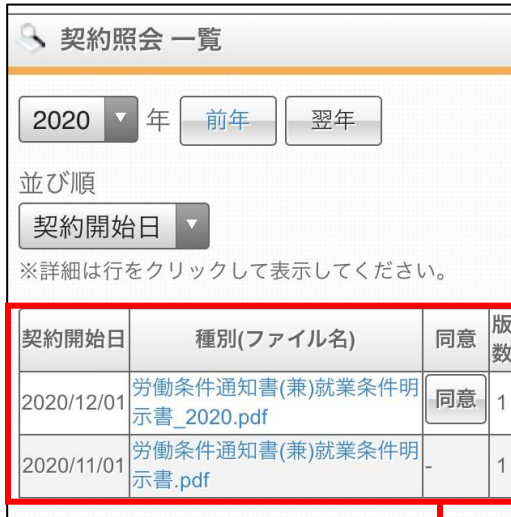 契約照会 一覧
2020 年 前年 翌年
並び順
契約開始日
※詳細は行をクリックして表示してください。
契約開始日 種別(ファイル名) 同意 版数
2020/12/01 労働条件通知書(兼)就業条件明 同意 1
示書_2020.pdf
2020/11/01 労働条件通知書(兼)就業条件明 - 1
示書.pdf